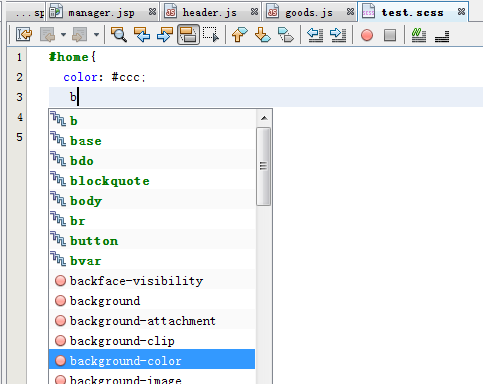 ...sp manager.jsp header.js goods.js test.scss
1 #home{
2 color: #ccc;
3 b
4
5
b
base
bdo
blockquote
body
br
button
bvar
backface-visibility
background
background-attachment
background-clip
background-color
background-image